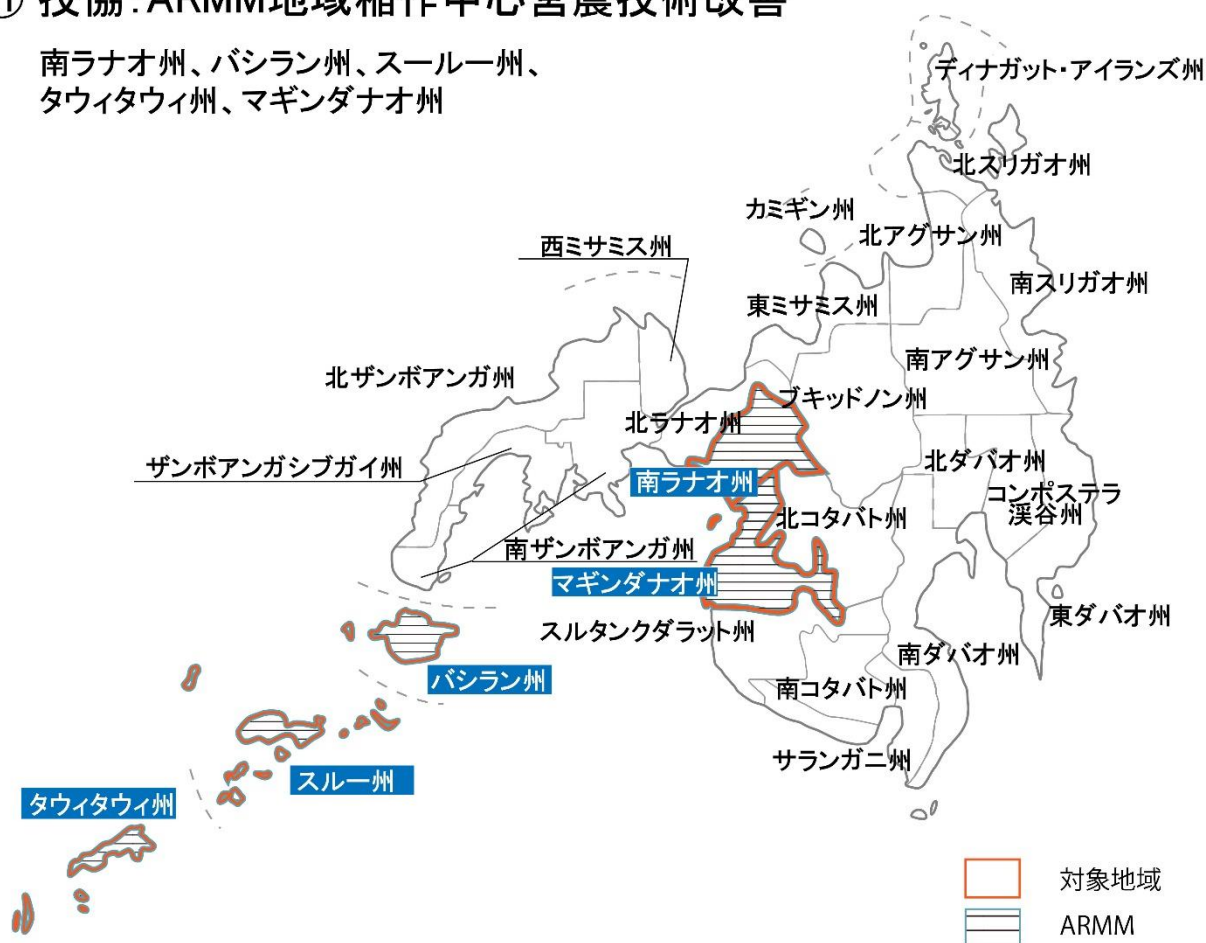 ① 技協：ARMM地域稲作中心営農技術改善
南ラナオ州、バシラン州、スールー州、
タウィタウィ州、マギンダナオ州
ディナガット・アイランズ州
北スリガオ州
カミギン州
北アグサン州
西ミサミス州
南スリガオ州
東ミサミス州
南アグサン州
北ザンボアンガ州
ブキッドノン州
北ラナオ州
ザンボアンガシブガイ州
北ダバオ州
南ラナオ州
コンポステラ
渓谷州
北コタバト州
南ザンボアンガ州
マギンダナオ州
東ダバオ州
スルタンクダラット州
南ダバオ州
バシラン州
南コタバト州
サランガニ州
スルー州
タウィタウィ州
対象地域
ARMM